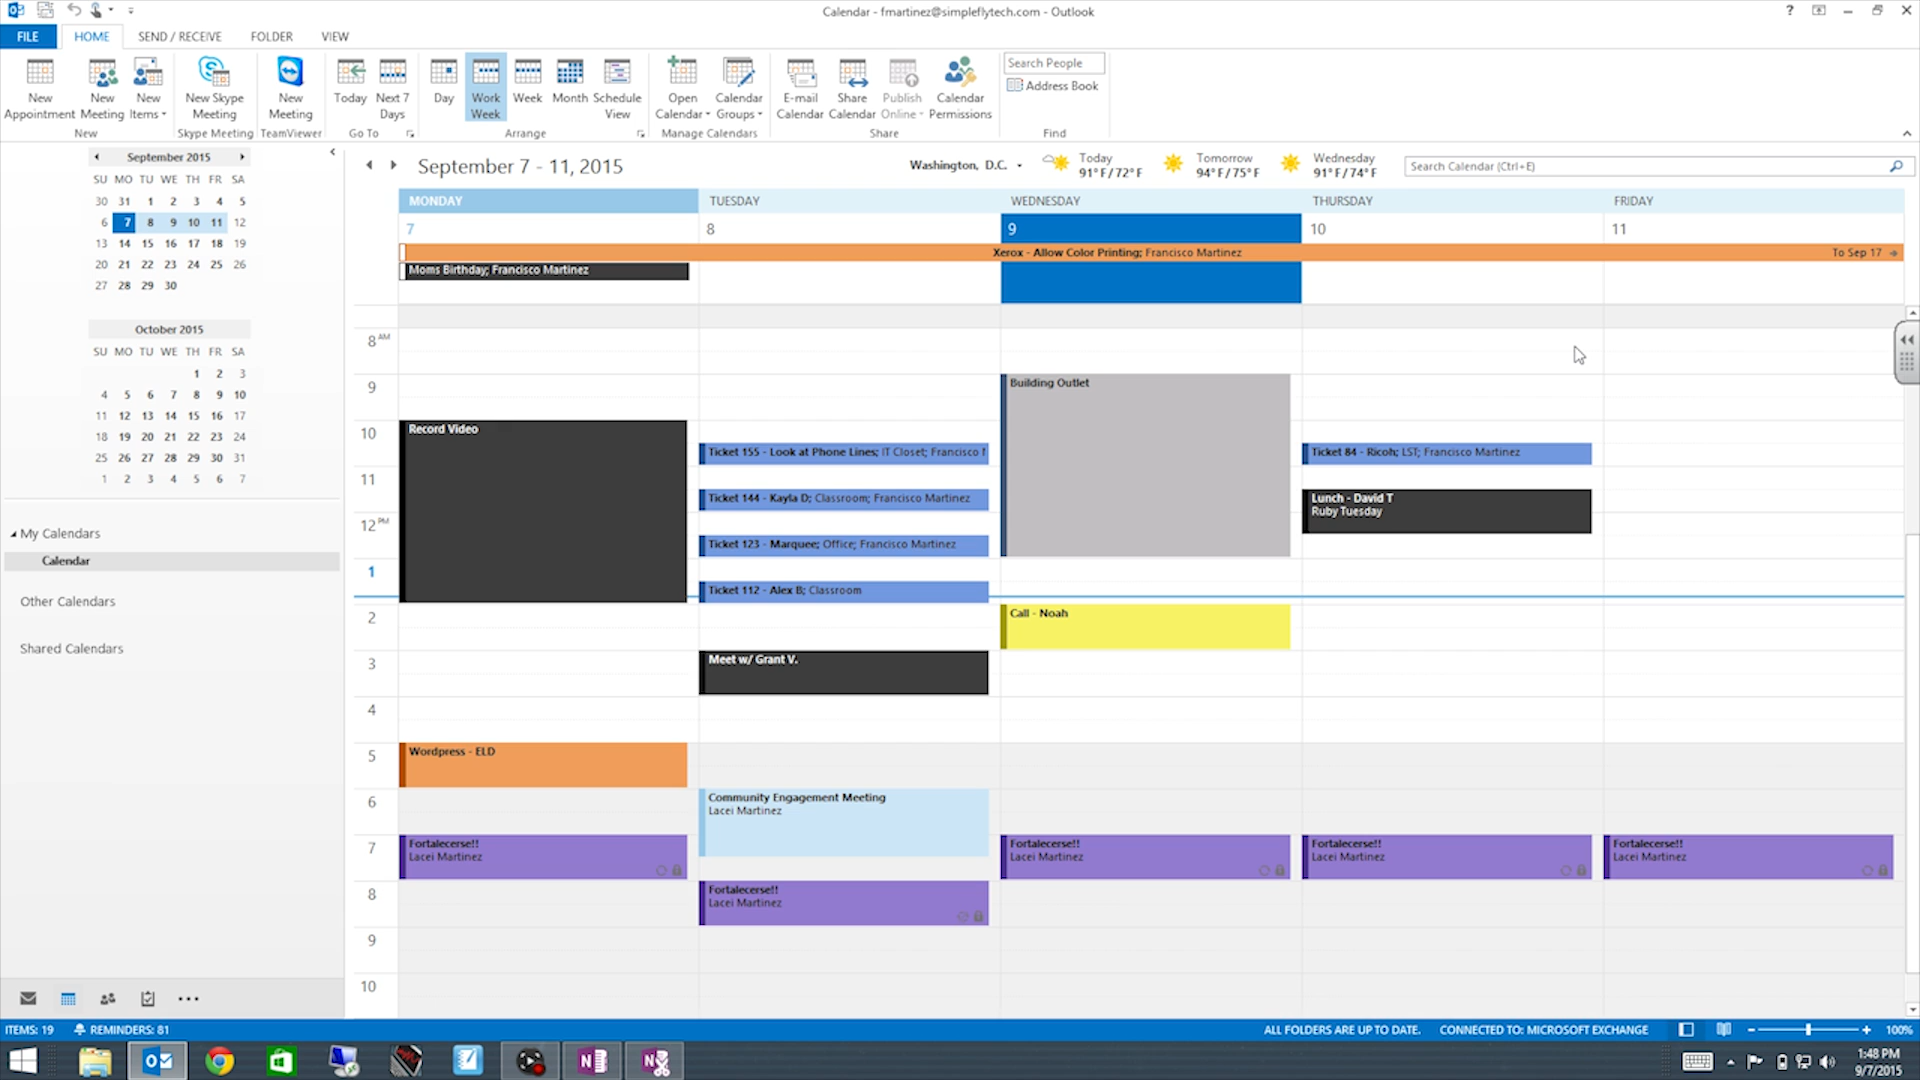 Calendar - fmartinez@simpleflytech.com - Outlook
FILE HOME SEND / RECEIVE FOLDER VIEW
New Appointment
New Meeting
New Items
New
New Skype Meeting
Skype Meeting
New Meeting
TeamViewer
Today
Next 7 Days
Go To
Day
Work Week
Week
Month
Schedule View
Arrange
Open Calendar
Calendar Groups
Manage Calendars
E-mail Calendar
Share Calendar
Publish Online
Calendar Permissions
Share
Search People
Address Book
Find
September 2015
SU MO TU WE TH FR SA
30 31 1 2 3 4 5
6 7 8 9 10 11 12
13 14 15 16 17 18 19
20 21 22 23 24 25 26
27 28 29 30
October 2015
SU MO TU WE TH FR SA
1 2 3
4 5 6 7 8 9 10
11 12 13 14 15 16 17
18 19 20 21 22 23 24
25 26 27 28 29 30 31
1 2 3 4 5 6 7
My Calendars
Calendar
Other Calendars
Shared Calendars
September 7 - 11, 2015
Washington, D.C.
Today
91°F/72°F
Tomorrow
94°F/75°F
Wednesday
91°F/74°F
Search Calendar (Ctrl+E)
MONDAY TUESDAY WEDNESDAY THURSDAY FRIDAY
7 8 9 10 11
Xerox - Allow Color Printing; Francisco Martinez To Sep 17
Moms Birthday; Francisco Martinez
8 AM
9
10
11
12 PM
1
2
3
4
5
6
7
8
9
10
Record Video
Wordpress - ELD
Fortalecerse!!
Lacei Martinez
Ticket 155 - Look at Phone Lines; IT Closet; Francisco
Ticket 144 - Kayla D; Classroom; Francisco Martinez
Ticket 123 - Marquee; Office; Francisco Martinez
Ticket 112 - Alex B; Classroom
Meet w/ Grant V.
Community Engagement Meeting
Lacei Martinez
Fortalecerse!!
Lacei Martinez
Building Outlet
Call - Noah
Fortalecerse!!
Lacei Martinez
Ticket 84 - Ricoh; LST; Francisco Martinez
Lunch - David T
Ruby Tuesday
Fortalecerse!!
Lacei Martinez
Fortalecerse!!
Lacei Martinez
ITEMS: 19 REMINDERS: 81
ALL FOLDERS ARE UP TO DATE. CONNECTED TO: MICROSOFT EXCHANGE 100%
1:48 PM
9/7/2015